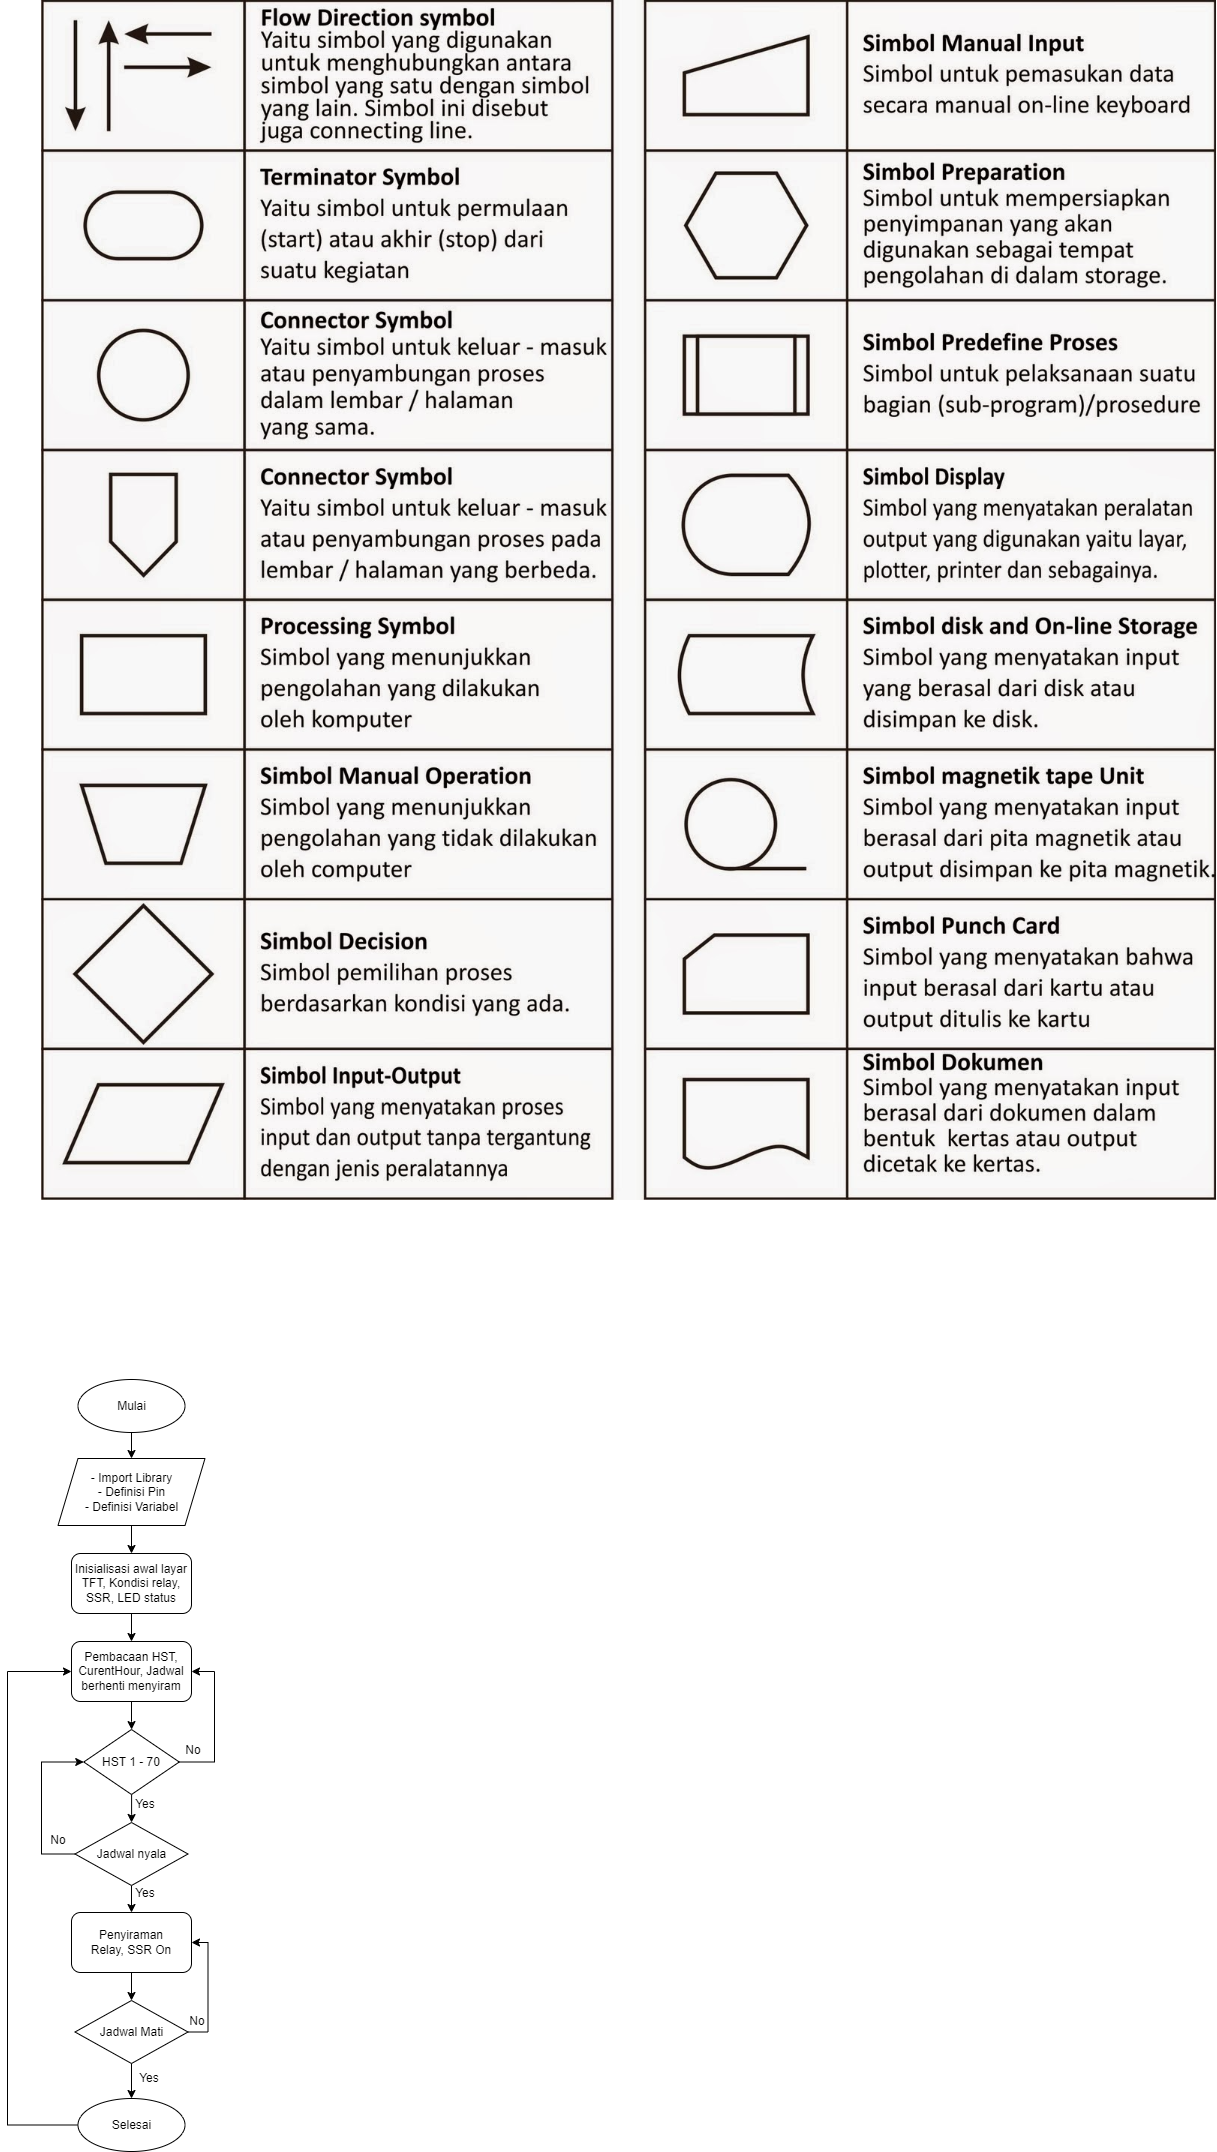 Flow Direction symbol
Yaitu simbol yang digunakan
untuk menghubungkan antara
simbol yang satu dengan simbol
yang lain. Simbol ini disebut
juga connecting line.
Terminator Symbol
Yaitu simbol untuk permulaan
(start) atau akhir (stop) dari
suatu kegiatan
Connector Symbol
Yaitu simbol untuk keluar - masuk
atau penyambungan proses
dalam lembar / halaman
yang sama.
Connector Symbol
Yaitu simbol untuk keluar - masuk
atau penyambungan proses pada
lembar / halaman yang berbeda.
Processing Symbol
Simbol yang menunjukkan
pengolahan yang dilakukan
oleh komputer
Simbol Manual Operation
Simbol yang menunjukkan
pengolahan yang tidak dilakukan
oleh computer
Simbol Decision
Simbol pemilihan proses
berdasarkan kondisi yang ada.
Simbol Input-Output
Simbol yang menyatakan proses
input dan output tanpa tergantung
dengan jenis peralatannya
Simbol Manual Input
Simbol untuk pemasukan data
secara manual on-line keyboard
Simbol Preparation
Simbol untuk mempersiapkan
penyimpanan yang akan
digunakan sebagai tempat
pengolahan di dalam storage.
Simbol Predefine Proses
Simbol untuk pelaksanaan suatu
bagian (sub-program)/prosedure
Simbol Display
Simbol yang menyatakan peralatan
output yang digunakan yaitu layar,
plotter, printer dan sebagainya.
Simbol disk and On-line Storage
Simbol yang menyatakan input
yang berasal dari disk atau
disimpan ke disk.
Simbol magnetik tape Unit
Simbol yang menyatakan input
berasal dari pita magnetik atau
output disimpan ke pita magnetik.
Simbol Punch Card
Simbol yang menyatakan bahwa
input berasal dari kartu atau
output ditulis ke kartu
Simbol Dokumen
Simbol yang menyatakan input
berasal dari dokumen dalam
bentuk kertas atau output
dicetak ke kertas.
Mulai
- Import Library
- Definisi Pin
- Definisi Variabel
Inisialisasi awal layar
TFT, Kondisi relay,
SSR, LED status
Pembacaan HST,
CurentHour, Jadwal
berhenti menyiram
HST 1 - 70
No
Yes
Jadwal nyala
No
Yes
Penyiraman
Relay, SSR On
Jadwal Mati
No
Yes
Selesai